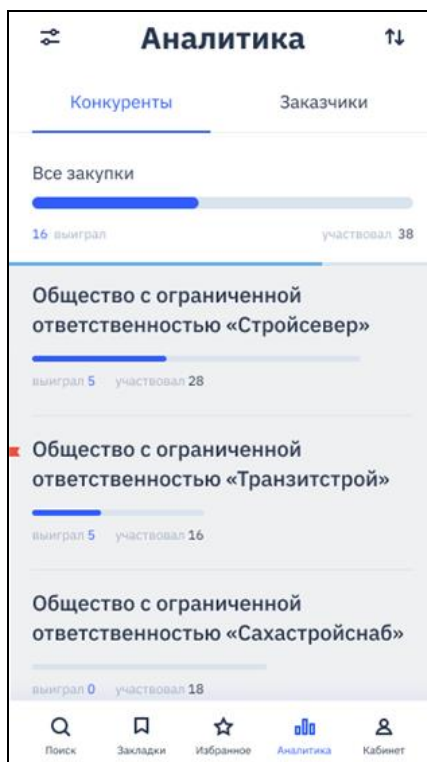 Аналитика
Конкуренты Заказчики
Все закупки
16 выиграл участвовал 38
Общество с ограниченной
ответственностью «Стройсевер»
выиграл 5 участвовал 28
Общество с ограниченной
ответственностью «Транзитстрой»
выиграл 5 участвовал 16
Общество с ограниченной
ответственностью «Сахастройснаб»
выиграл 0 участвовал 18
Поиск Закладки Избранное Аналитика Кабинет